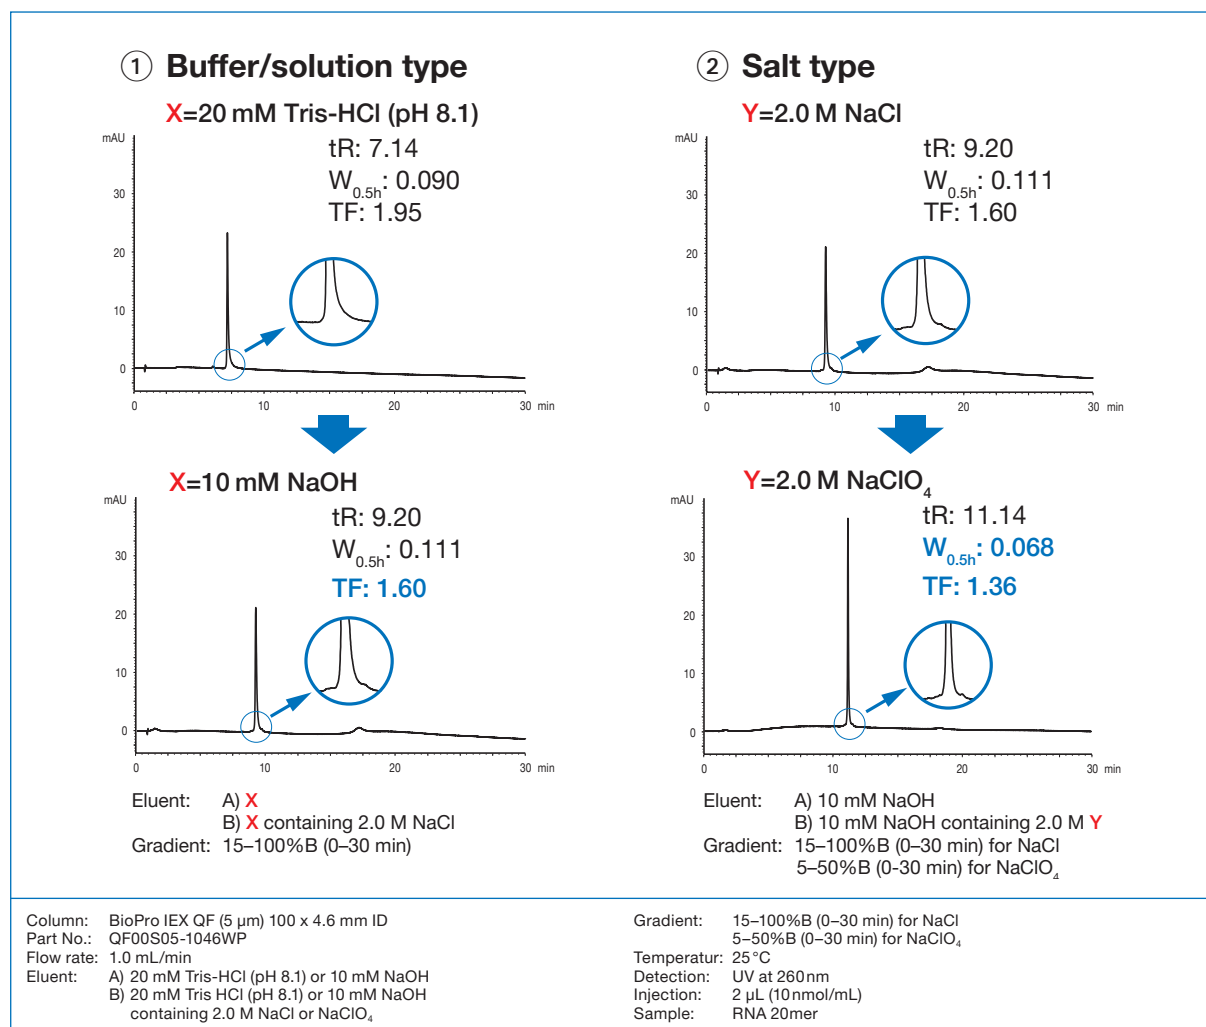 ① Buffer/solution type
X=20 mM Tris-HCl (pH 8.1)
mAU
tR: 7.14
W0.5h: 0.090
TF: 1.95
30
20
10
0
0 10 20 30 min
X=10 mM NaOH
mAU
tR: 9.20
W0.5h: 0.111
TF: 1.60
30
20
10
0
0 10 20 30 min
Eluent: A) X
B) X containing 2.0 M NaCl
Gradient: 15–100%B (0–30 min)
② Salt type
Y=2.0 M NaCl
mAU
tR: 9.20
W0.5h: 0.111
TF: 1.60
30
20
10
0
0 10 20 30 min
Y=2.0 M NaClO4
mAU
tR: 11.14
W0.5h: 0.068
TF: 1.36
30
20
10
0
0 10 20 30 min
Eluent: A) 10 mM NaOH
B) 10 mM NaOH containing 2.0 M Y
Gradient: 15–100%B (0–30 min) for NaCl
5–50%B (0-30 min) for NaClO4
Column: BioPro IEX QF (5 µm) 100 x 4.6 mm ID
Part No.: QF00S05-1046WP
Flow rate: 1.0 mL/min
Eluent: A) 20 mM Tris-HCl (pH 8.1) or 10 mM NaOH
B) 20 mM Tris HCl (pH 8.1) or 10 mM NaOH
containing 2.0 M NaCl or NaClO4
Gradient: 15–100%B (0–30 min) for NaCl
5–50%B (0–30 min) for NaClO4
Temperatur: 25 °C
Detection: UV at 260 nm
Injection: 2 µL (10 nmol/mL)
Sample: RNA 20mer